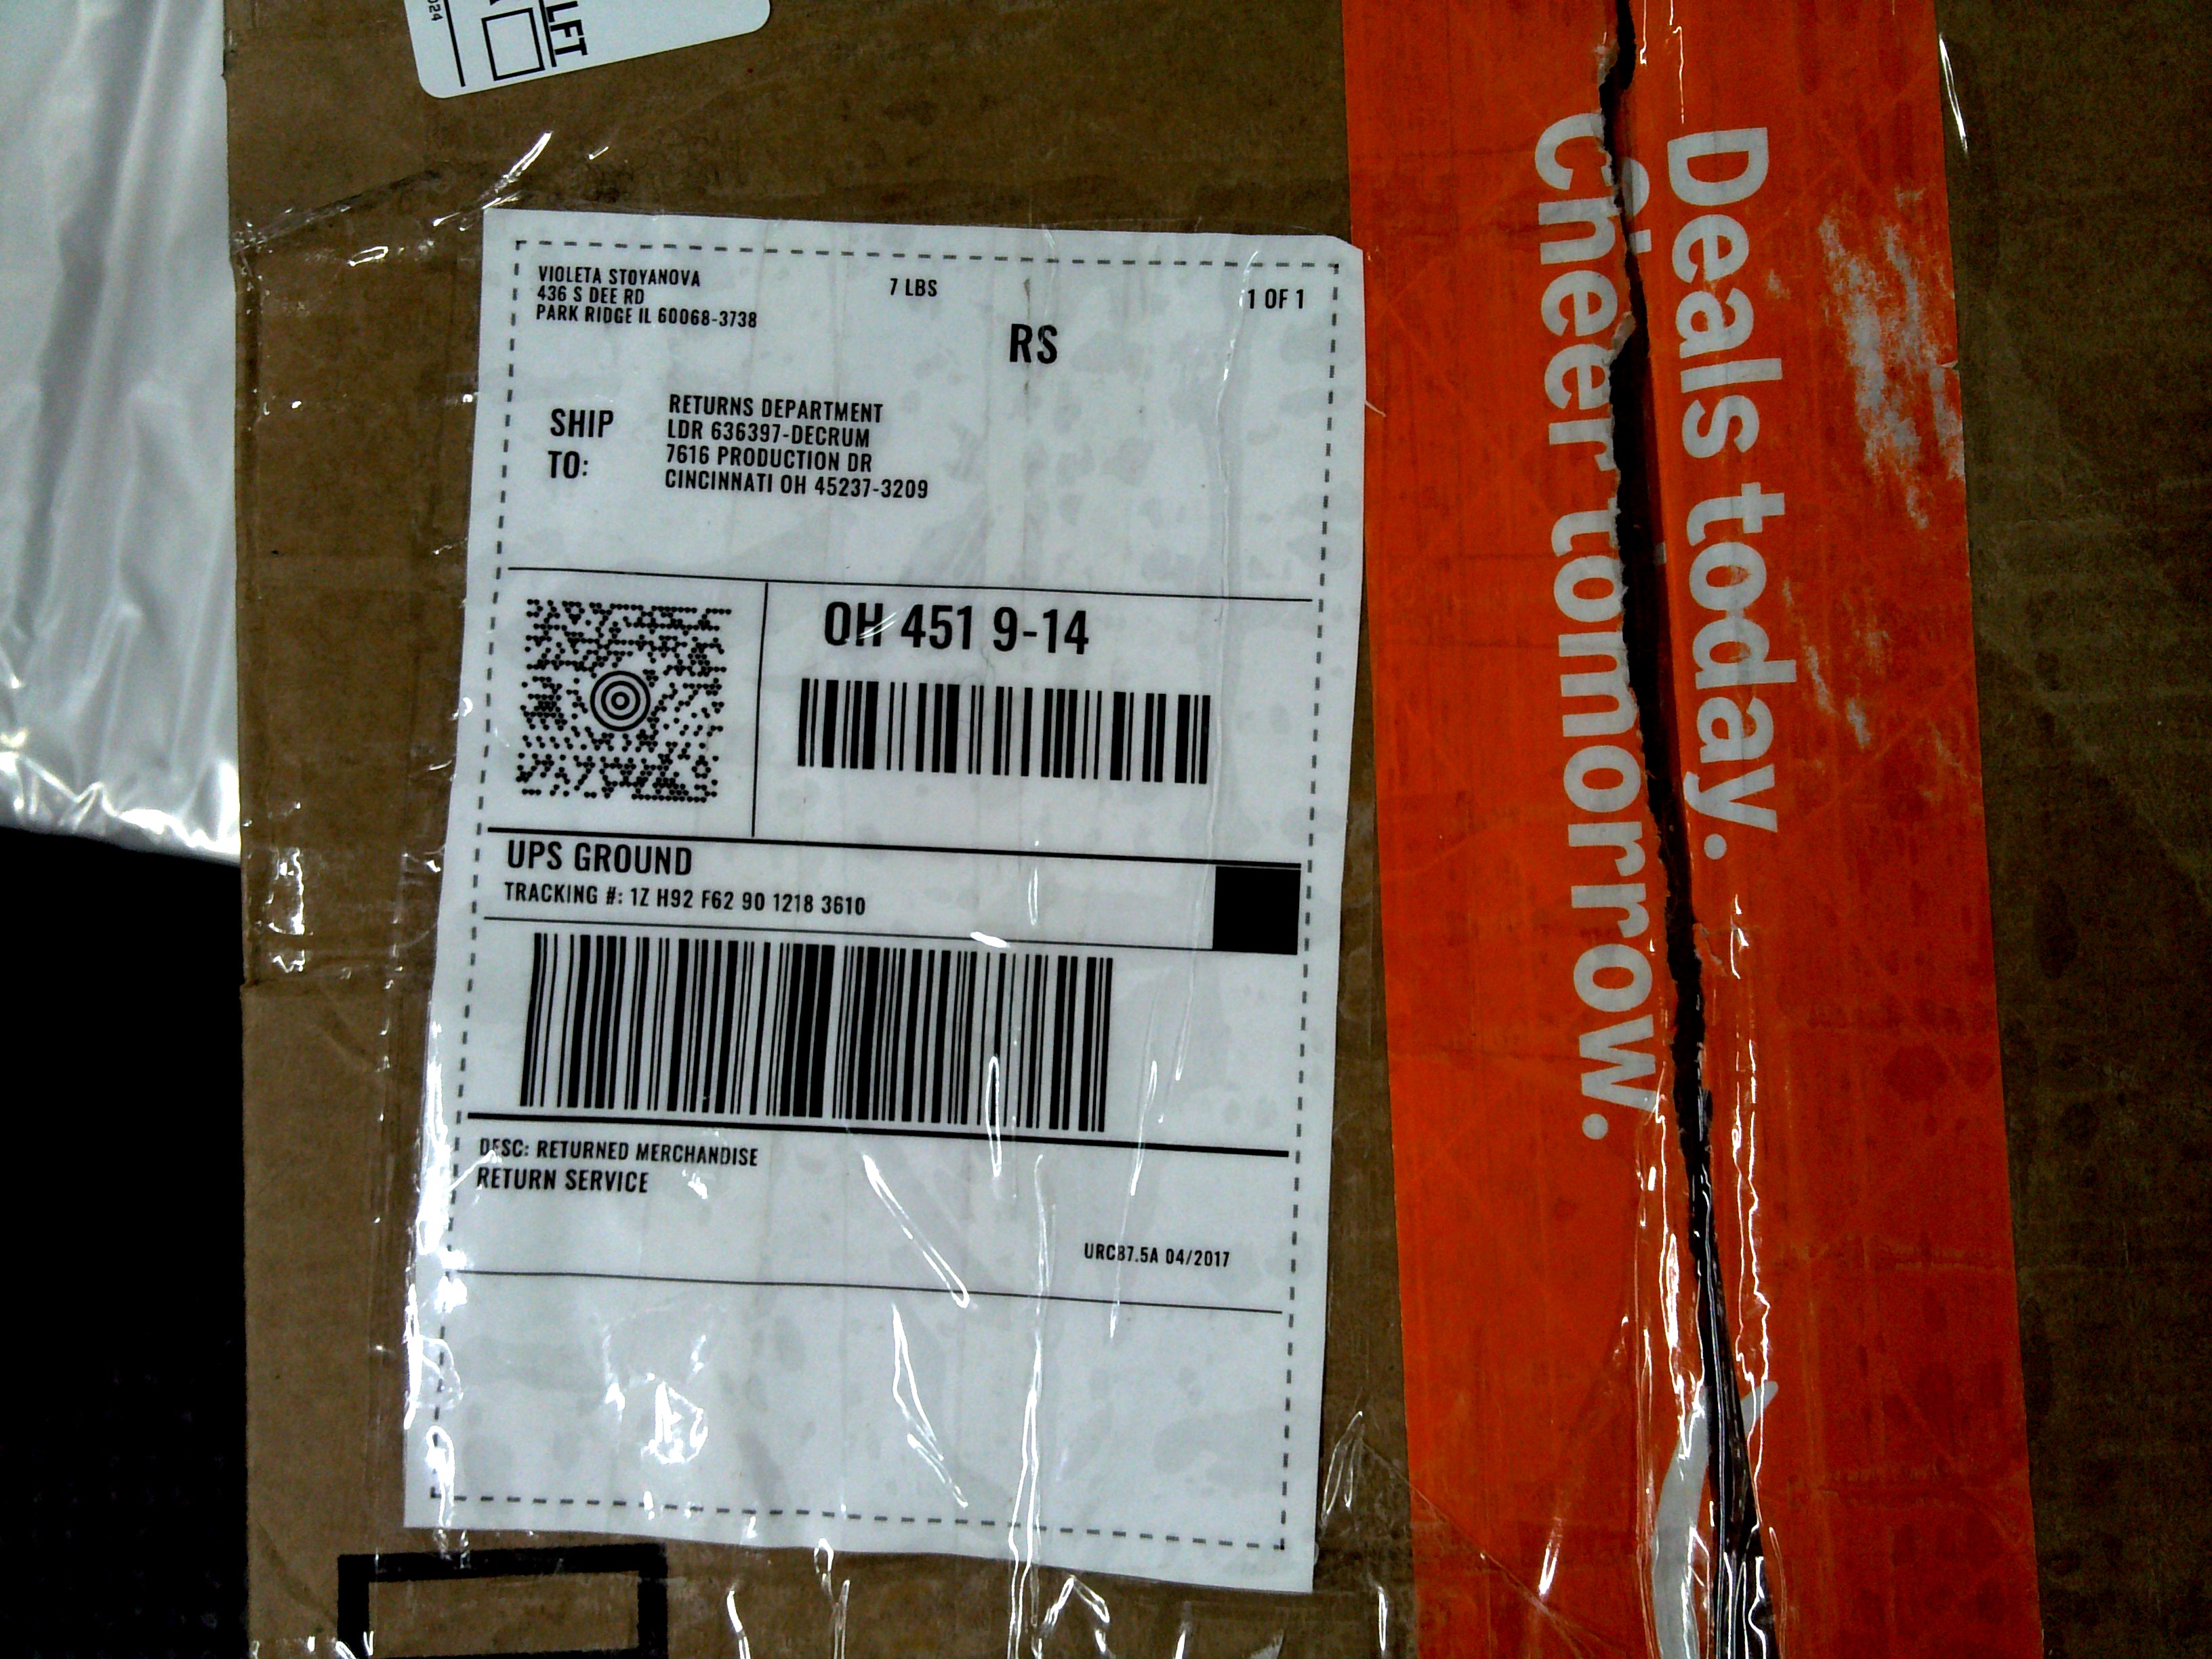 LFT
VIOLETA STOYANOVA
436 S DEE RD
PARK RIDGE IL 60068-3738
7 LBS
1 OF 1
RS
SHIP
TO:
RETURNS DEPARTMENT
LDR 636397-DECRUM
7616 PRODUCTION DR
CINCINNATI OH 45237-3209
OH 451 9-14
UPS GROUND
TRACKING #: 1Z H92 F62 90 1218 3610
DESC: RETURNED MERCHANDISE
RETURN SERVICE
URC87.5A 04/2017
Deals today.
Cheer tomorrow.